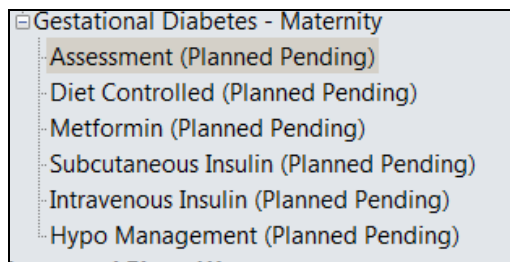 Gestational Diabetes - Maternity
Assessment (Planned Pending)
Diet Controlled (Planned Pending)
Metformin (Planned Pending)
Subcutaneous Insulin (Planned Pending)
Intravenous Insulin (Planned Pending)
Hypo Management (Planned Pending)